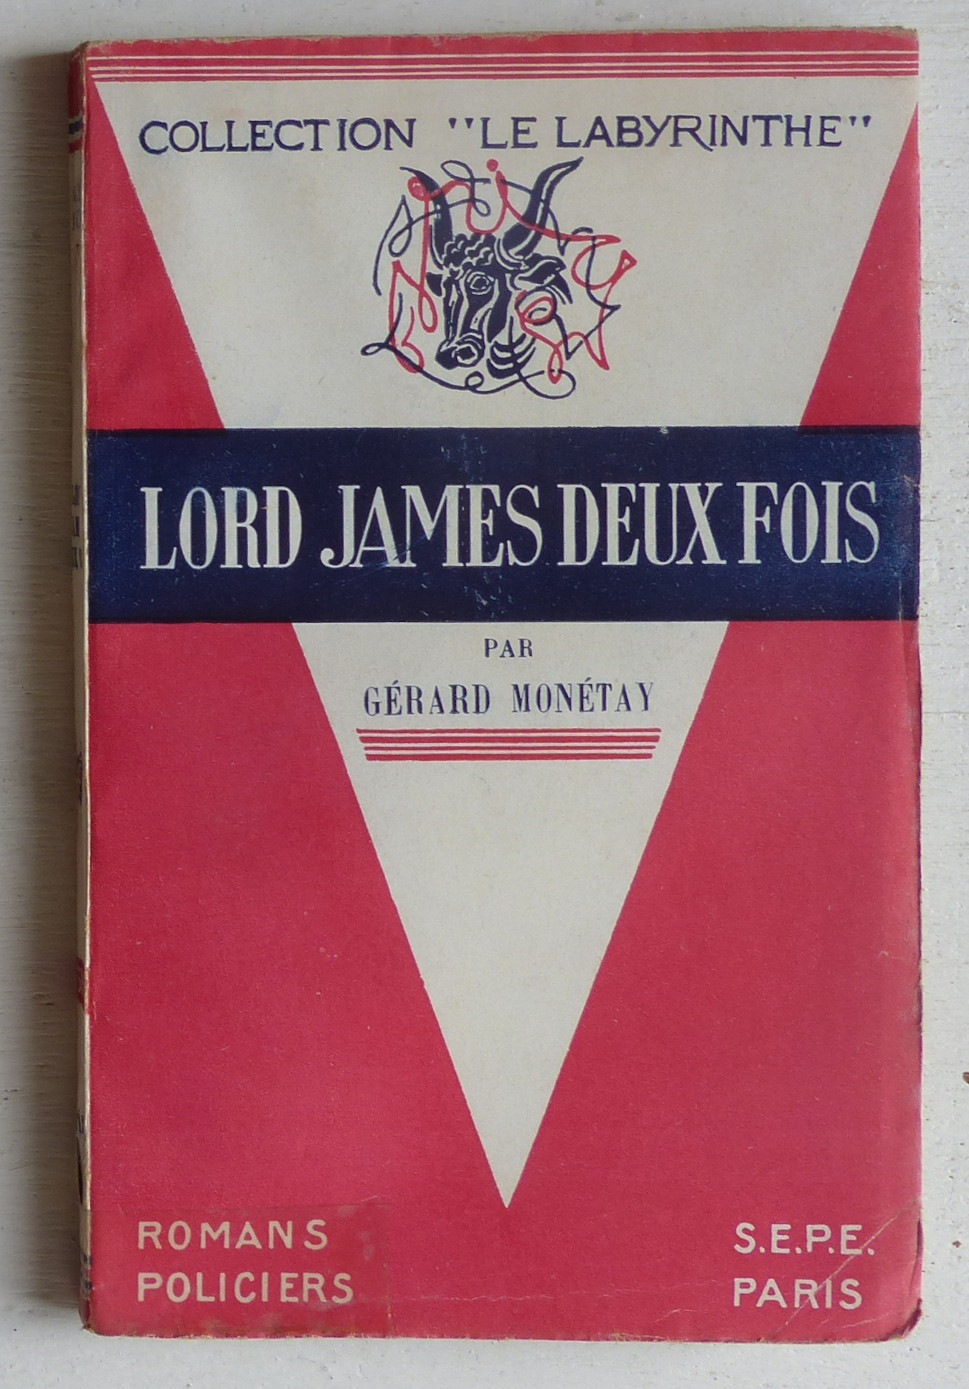 COLLECTION "LE LABYRINTHE"
LORD JAMES DEUX FOIS
PAR
GÉRARD MONÉTAY
ROMANS
POLICIERS
S.E.P.E.
PARIS